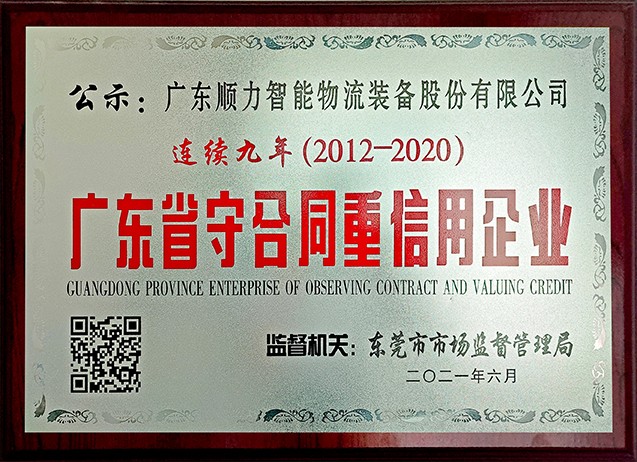 公示：广东顺力智能物流装备股份有限公司
连续九年(2012-2020)
广东省守合同重信用企业
GUANGDONG PROVINCE ENTERPRISE OF OBSERVING CONTRACT AND VALUING CREDIT
监督机关：东莞市市场监督管理局
二〇二一年六月